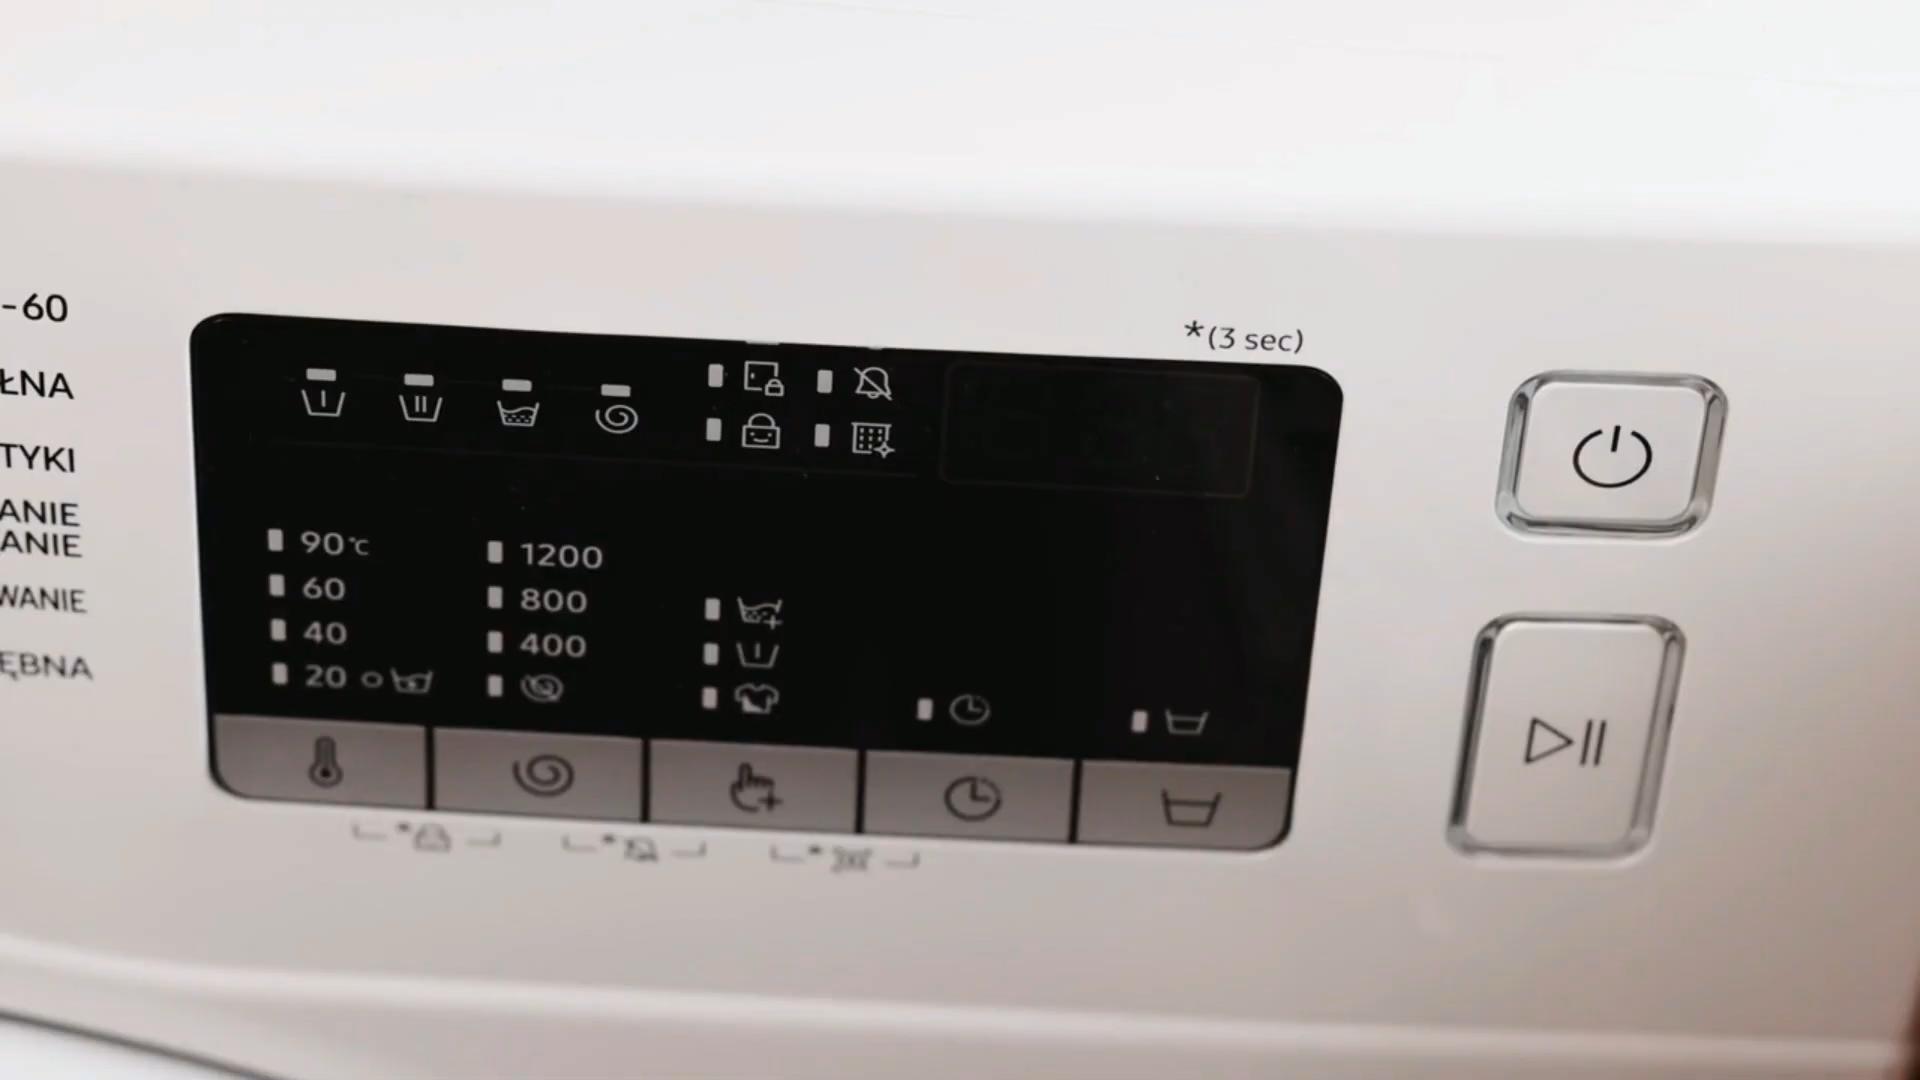 -60
ŁNA
TYKI
ANIE
ANIE
WANIE
ĘBNA
*(3 sec)
90°C
60
40
20
1200
800
400